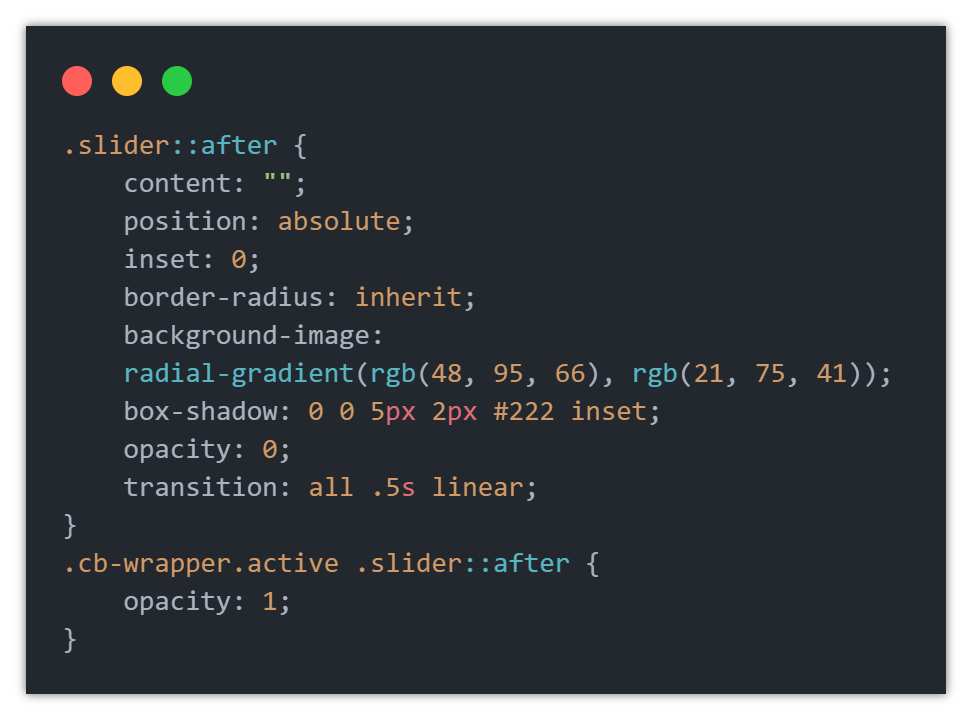 .slider::after {
    content: "";
    position: absolute;
    inset: 0;
    border-radius: inherit;
    background-image:
    radial-gradient(rgb(48, 95, 66), rgb(21, 75, 41));
    box-shadow: 0 0 5px 2px #222 inset;
    opacity: 0;
    transition: all .5s linear;
}
.cb-wrapper.active .slider::after {
    opacity: 1;
}